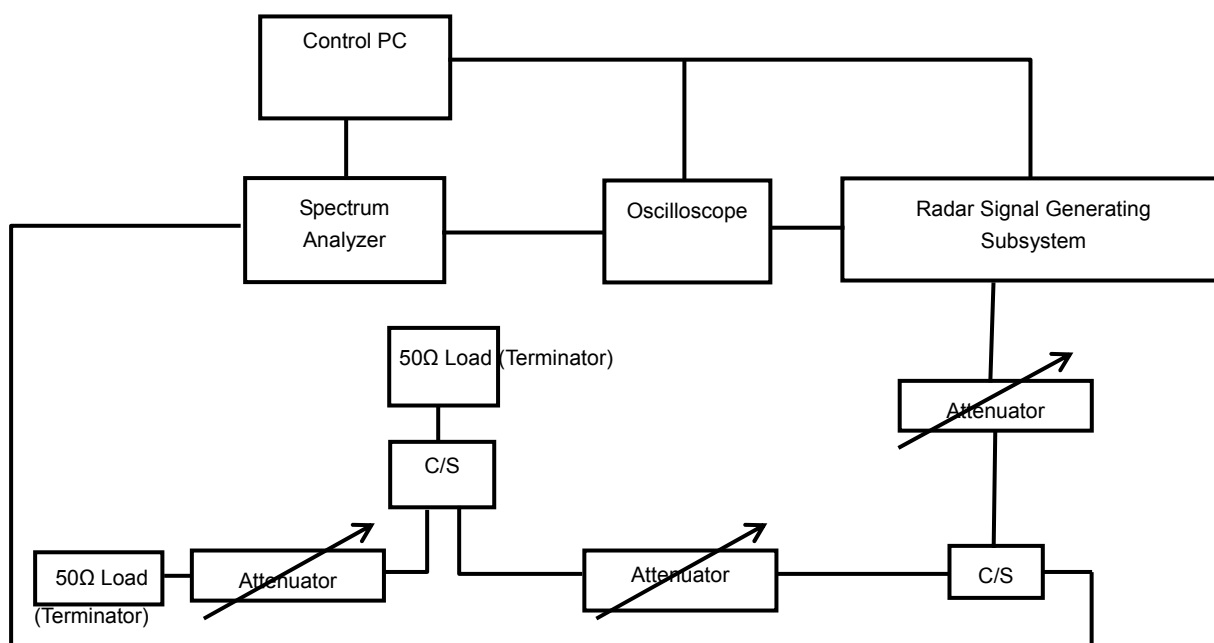 Control PC
Spectrum
Analyzer
Oscilloscope
Radar Signal Generating
Subsystem
50Ω Load (Terminator)
Attenuator
C/S
50Ω Load
(Terminator)
Attenuator
Attenuator
C/S